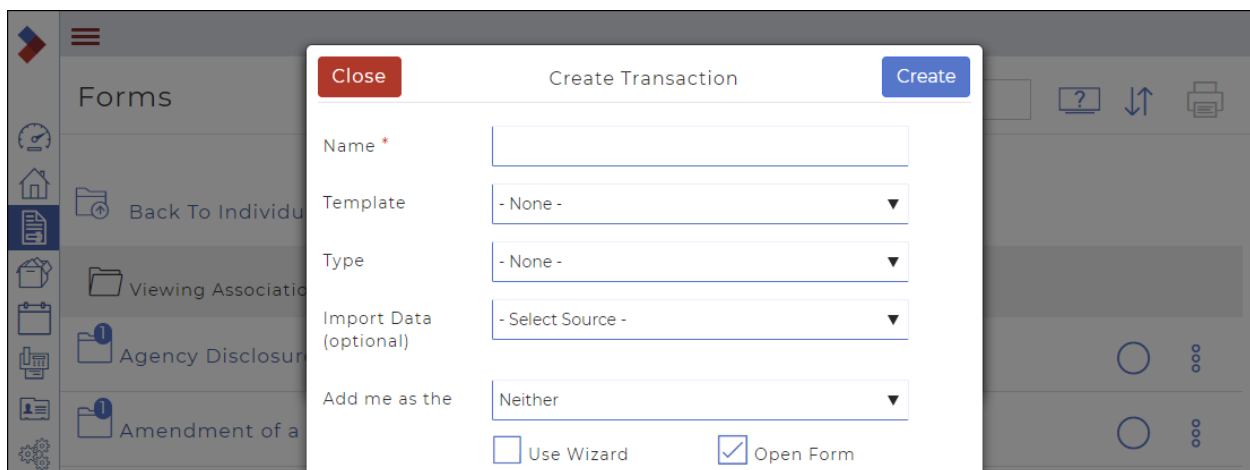 Close
Create Transaction
Create
Forms
?
Name *
Template
- None -
Back To Individu
Type
- None -
Viewing Associatio
Import Data
(optional)
- Select Source -
1
Agency Disclosur
Add me as the
Neither
1
Amendment of a
Use Wizard
Open Form